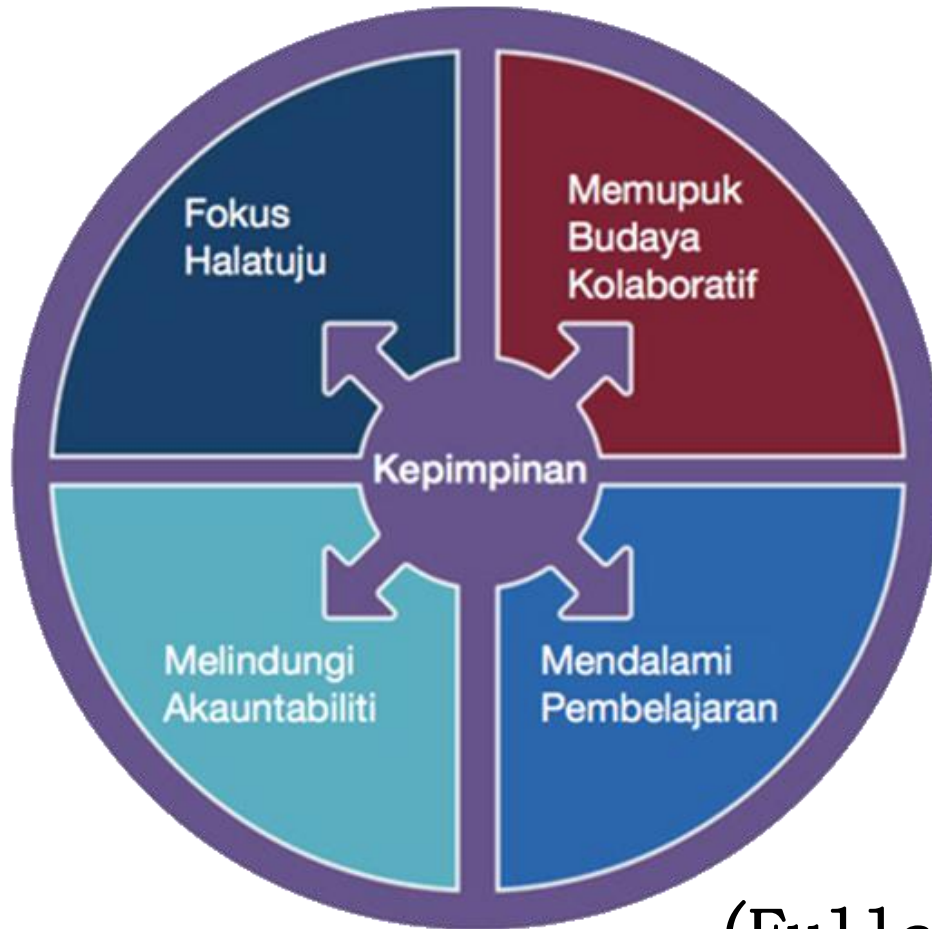 Fokus
Halatuju
Memupuk
Budaya
Kolaboratif
Kepimpinan
Melindungi
Akauntabiliti
Mendalami
Pembelajaran